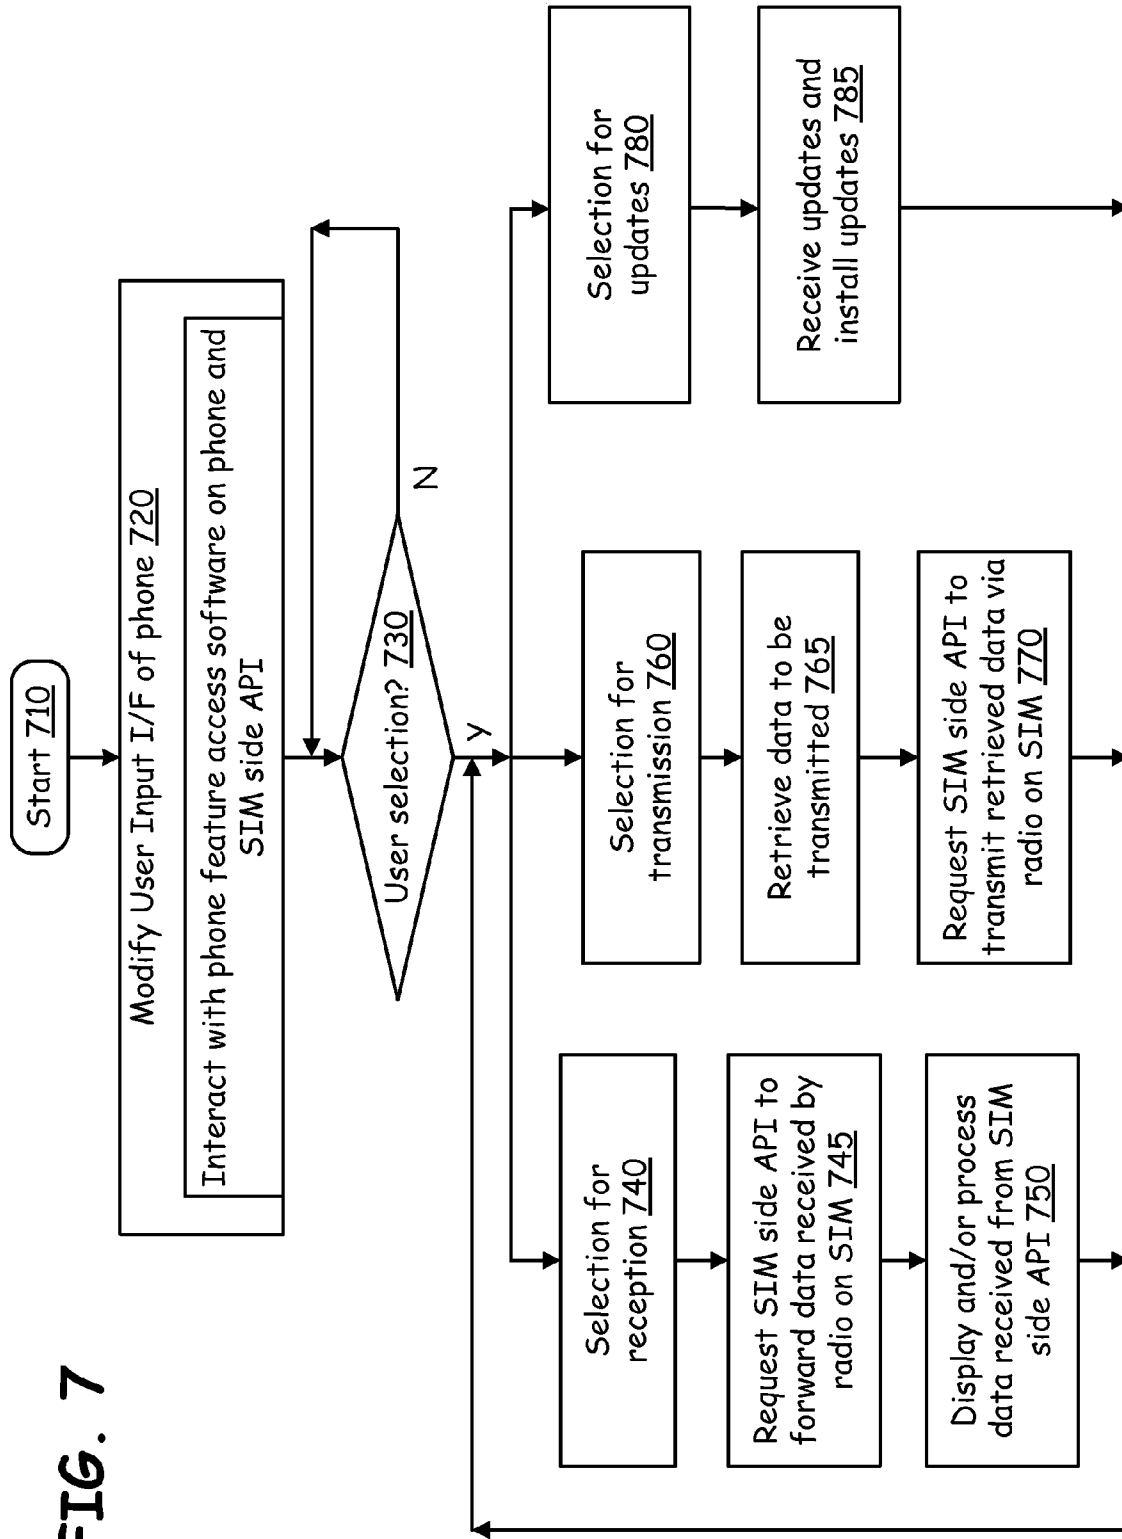 FIG. 7
Start 710
Modify User Input I/F of phone 720
Interact with phone feature access software on phone and
SIM side API
User selection? 730
N
y
Selection for
reception 740
Request SIM side API to
forward data received by
radio on SIM 745
Display and/or process
data received from SIM
side API 750
Selection for
transmission 760
Retrieve data to be
transmitted 765
Request SIM side API to
transmit retrieved data via
radio on SIM 770
Selection for
updates 780
Receive updates and
install updates 785